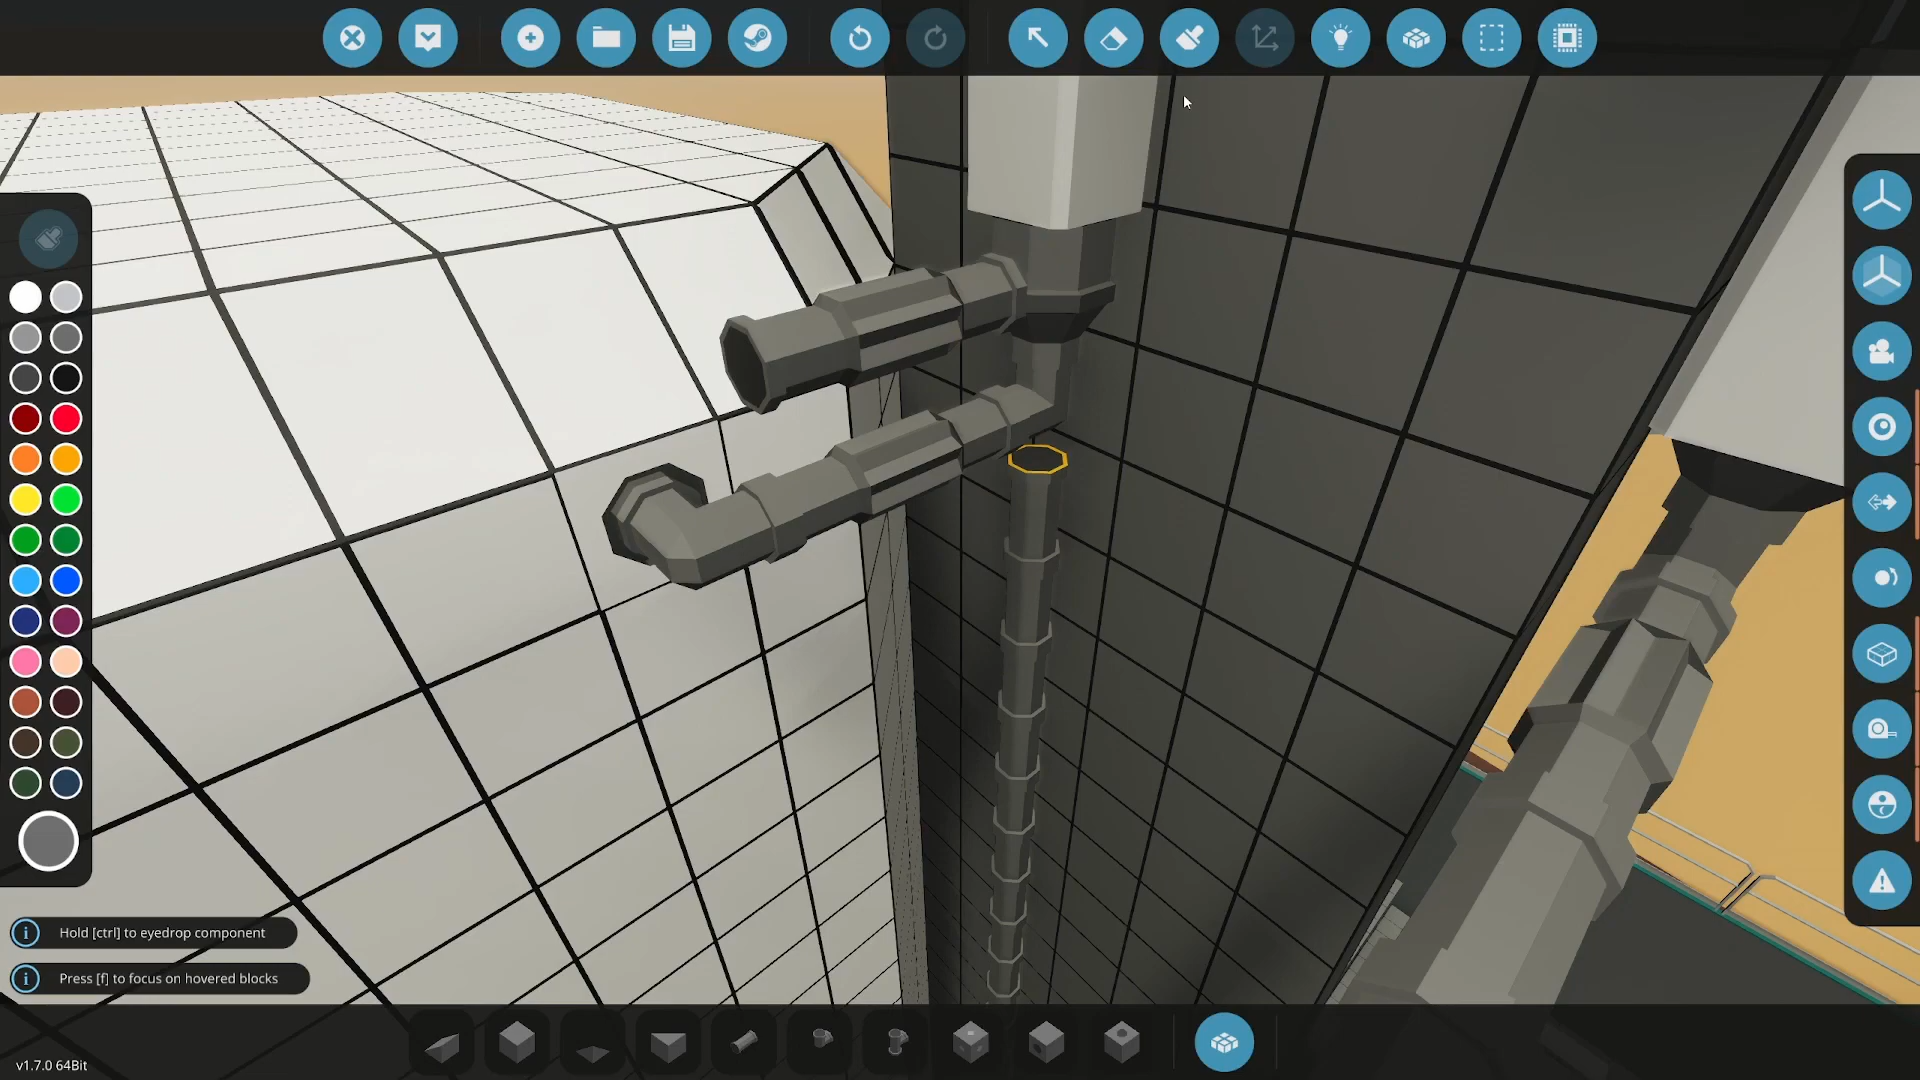 Hold [ctrl] to eyedrop component
Press [f] to focus on hovered blocks
v1.7.0 64Bit